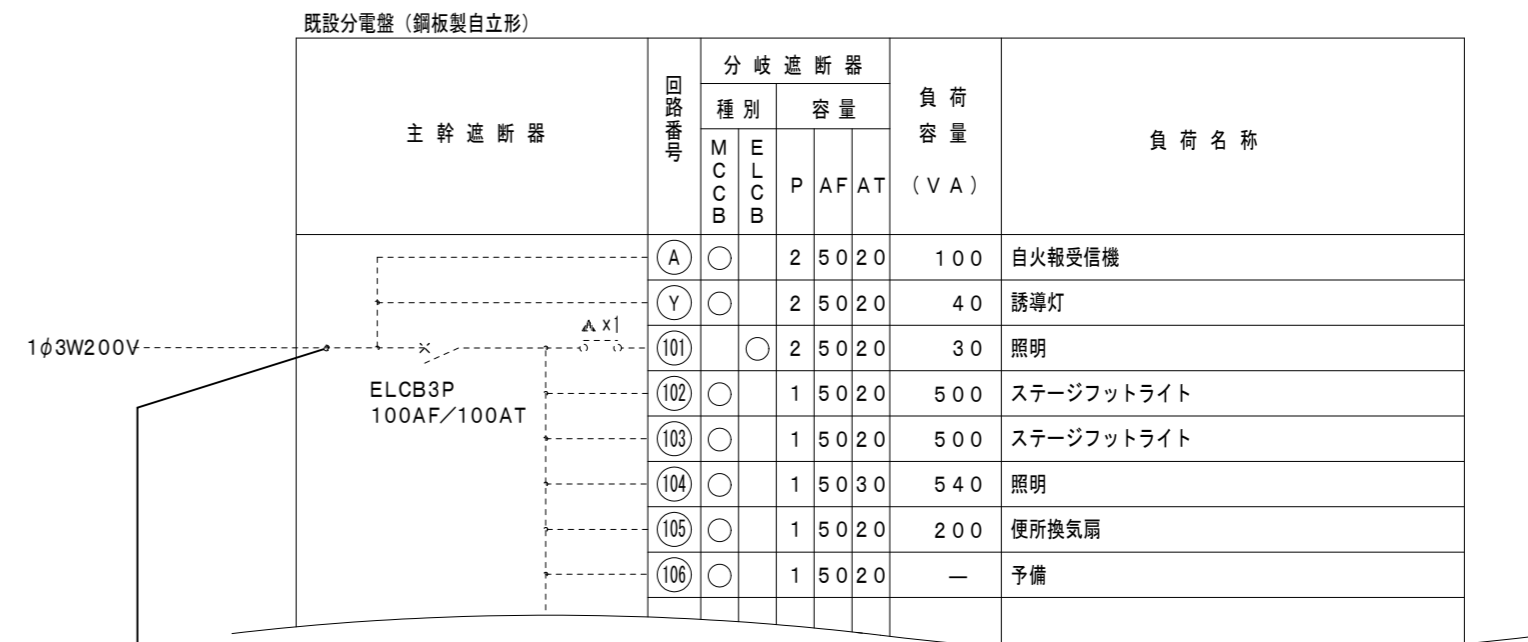 既設分電盤（鋼板製自立形）
主幹遮断器
回路番号
分岐遮断器
種別
容量
MCCB
ELCB
P
AF
AT
負荷
容量
（VA）
負荷名称
A 2 50 20 100 自火報受信機
Y 2 50 20 40 誘導灯
1φ3W200V
A x1
101 2 50 20 30 照明
ELCB3P
100AF／100AT
102 1 50 20 500 ステージフットライト
103 1 50 20 500 ステージフットライト
104 1 50 30 540 照明
105 1 50 20 200 便所換気扇
106 1 50 20 — 予備